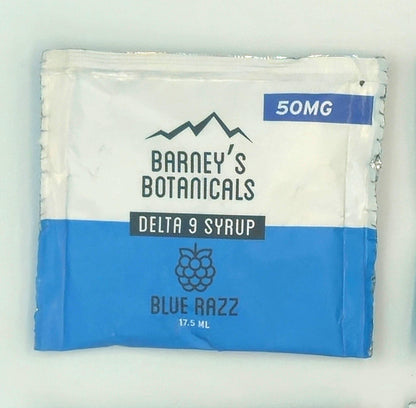 50MG
BARNEY'S
BOTANICALS
DELTA 9 SYRUP
BLUE RAZZ
17.5 ML